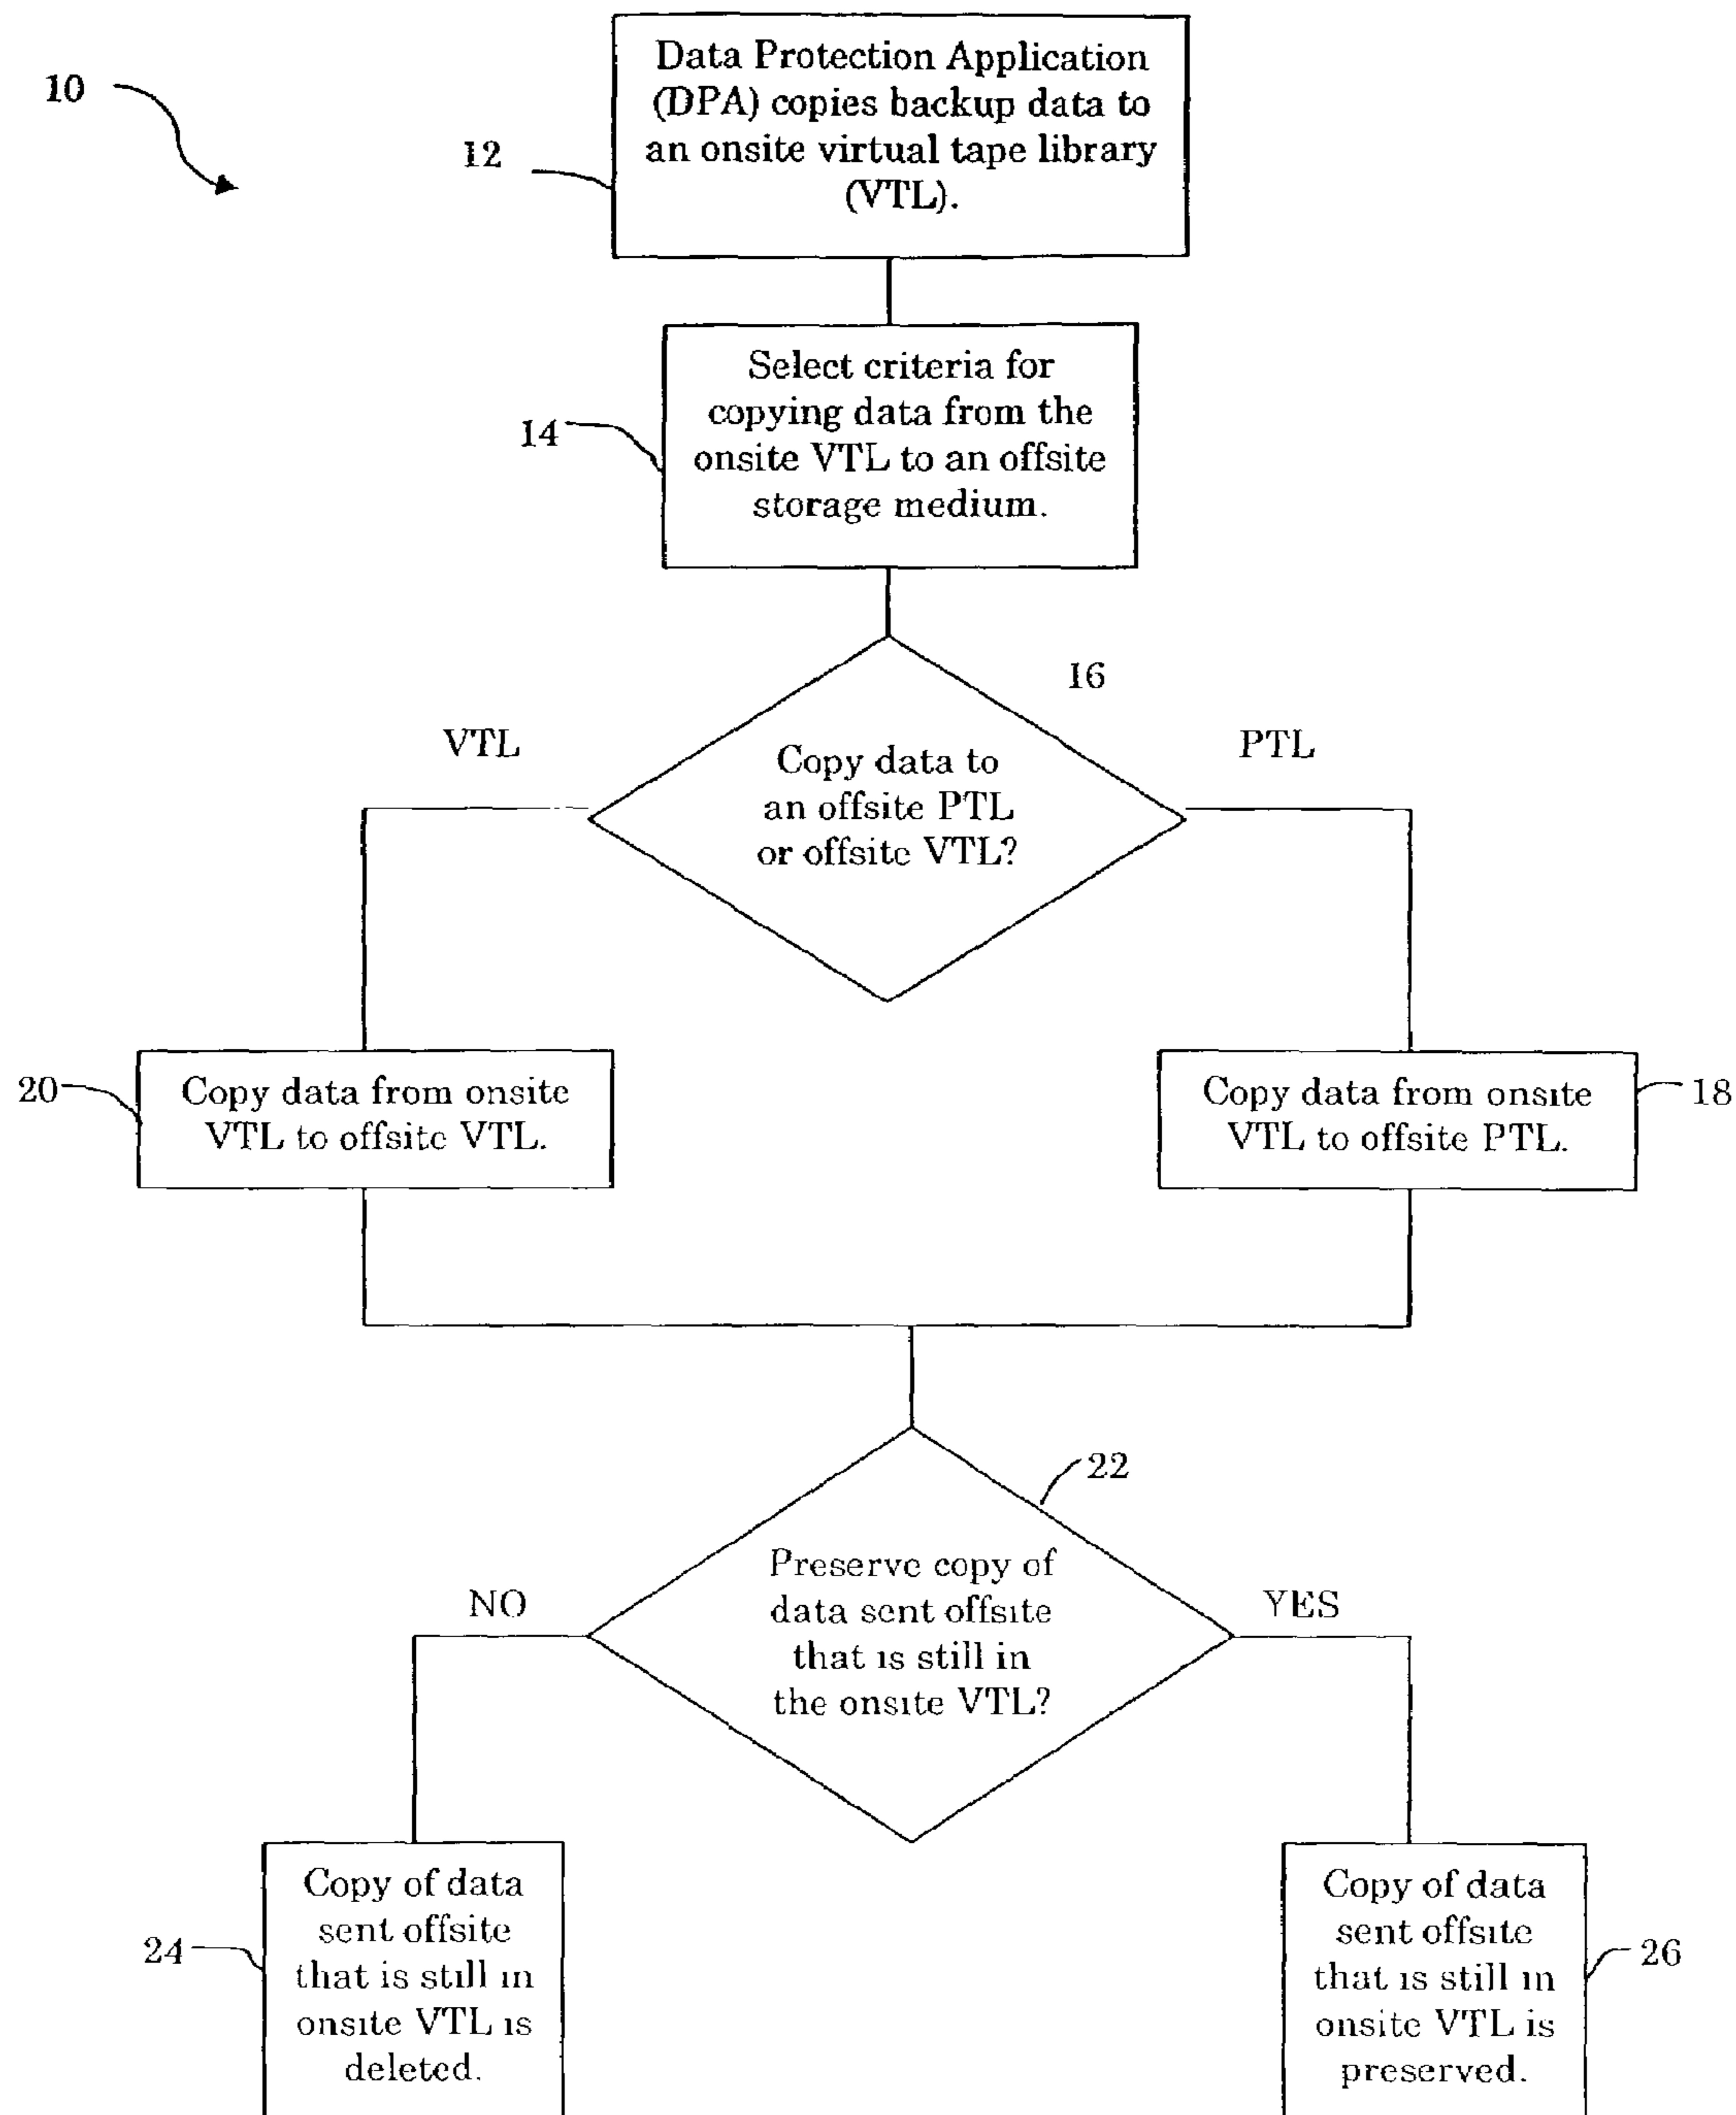 10
12
Data Protection Application
(DPA) copies backup data to
an onsite virtual tape library
(VTL).
14
Select criteria for
copying data from the
onsite VTL to an offsite
storage medium.
16
VTL
PTL
Copy data to
an offsite PTL
or offsite VTL?
20
Copy data from onsite
VTL to offsite VTL.
Copy data from onsite
VTL to offsite PTL.
18
22
NO
YES
Preserve copy of
data sent offsite
that is still in
the onsite VTL?
24
Copy of data
sent offsite
that is still in
onsite VTL is
deleted.
Copy of data
sent offsite
that is still in
onsite VTL is
preserved.
26